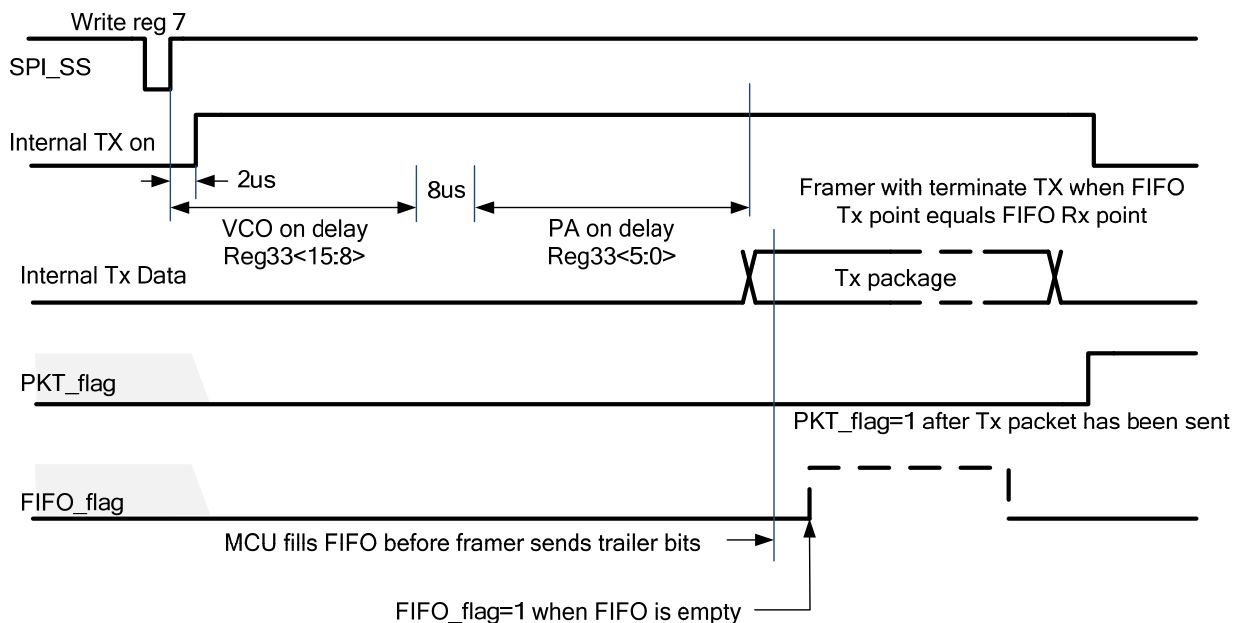 Write reg 7
SPI_SS
Internal TX on
2us
8us
VCO on delay
Reg33<15:8>
PA on delay
Reg33<5:0>
Framer with terminate TX when FIFO
Tx point equals FIFO Rx point
Internal Tx Data
Tx package
PKT_flag
PKT_flag=1 after Tx packet has been sent
FIFO_flag
MCU fills FIFO before framer sends trailer bits
FIFO_flag=1 when FIFO is empty